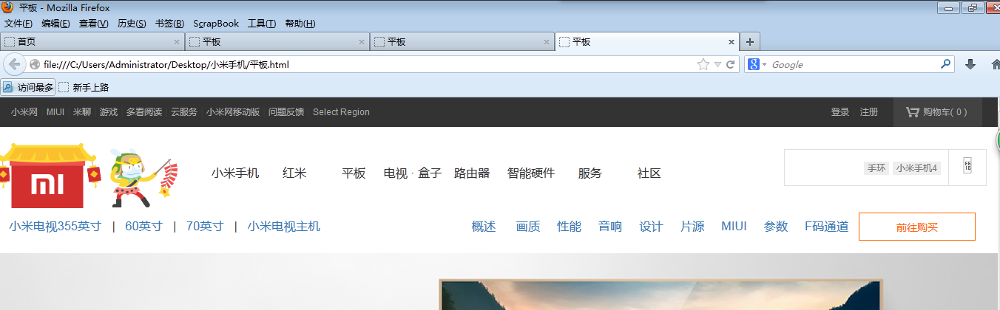 平板 - Mozilla Firefox
文件(F) 编辑(E) 查看(V) 历史(S) 书签(B) ScrapBook 工具(T) 帮助(H)
首页 平板 平板 平板
file:///C:/Users/Administrator/Desktop/小米手机/平板.html Google
访问最多 新手上路
小米网 MIUI 米聊 游戏 多看阅读 云服务 小米网移动版 问题反馈 Select Region 登录 注册 购物车( 0 )
小米手机 红米 平板 电视 · 盒子 路由器 智能硬件 服务 社区 手环 小米手机4
小米电视355英寸 | 60英寸 | 70英寸 | 小米电视主机 概述 画质 性能 音响 设计 片源 MIUI 参数 F码通道 前往购买